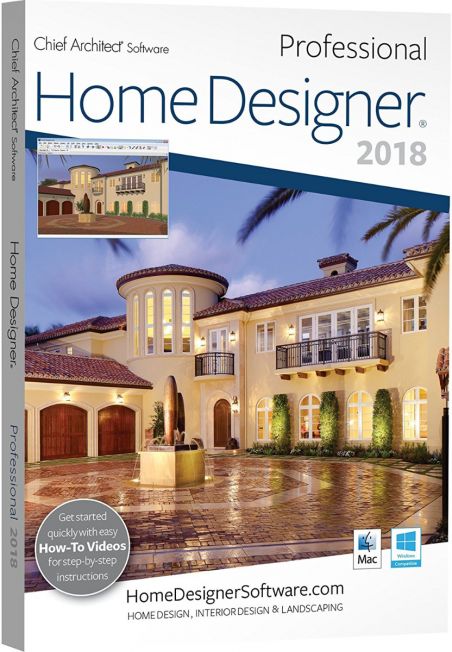 Chief Architect® Software
Professional
Home Designer®
2018
Chief Architect® Software
Home Designer®
Professional 2018
Get started
quickly with easy
How-To Videos
for step-by-step
instructions
Mac
Windows
Compatible
HomeDesignerSoftware.com
HOME DESIGN, INTERIOR DESIGN & LANDSCAPING